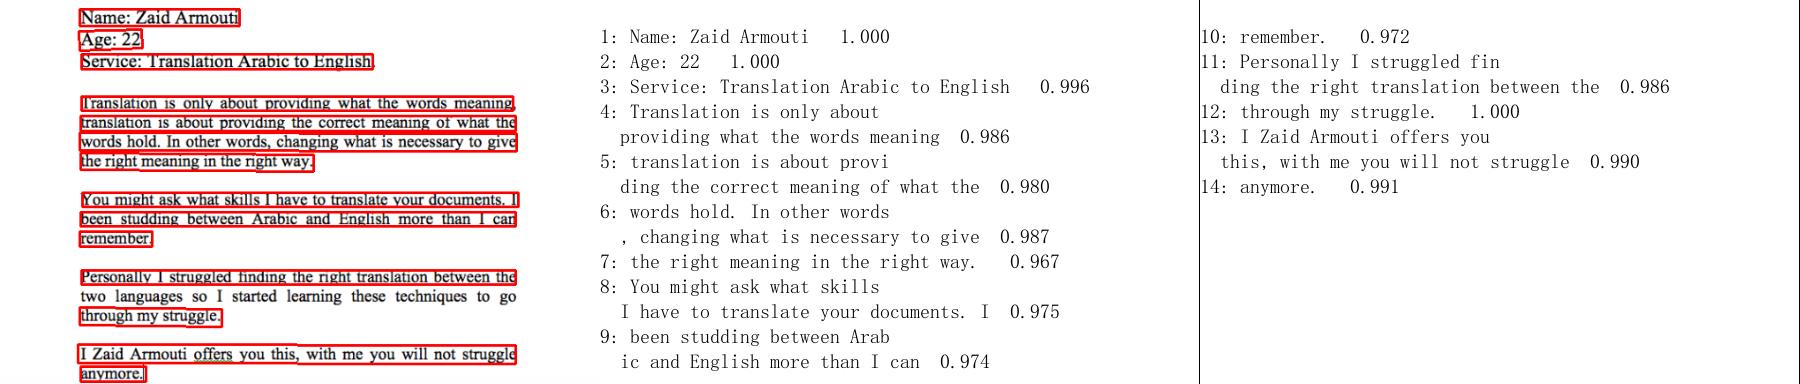 Name: Zaid Armouti
Age: 22
Service: Translation Arabic to English
Translation is only about providing what the words meaning,
translation is about providing the correct meaning of what the
words hold. In other words, changing what is necessary to give
the right meaning in the right way.
You might ask what skills I have to translate your documents. I
been studding between Arabic and English more than I can
remember.
Personally I struggled finding the right translation between the
two languages so I started learning these techniques to go
through my struggle.
I Zaid Armouti offers you this, with me you will not struggle
anymore.
1: Name: Zaid Armouti 1.000
2: Age: 22 1.000
3: Service: Translation Arabic to English 0.996
4: Translation is only about
providing what the words meaning 0.986
5: translation is about provi
ding the correct meaning of what the 0.980
6: words hold. In other words
, changing what is necessary to give 0.987
7: the right meaning in the right way. 0.967
8: You might ask what skills
I have to translate your documents. I 0.975
9: been studding between Arab
ic and English more than I can 0.974
10: remember. 0.972
11: Personally I struggled fin
ding the right translation between the 0.986
12: through my struggle. 1.000
13: I Zaid Armouti offers you
this, with me you will not struggle 0.990
14: anymore. 0.991